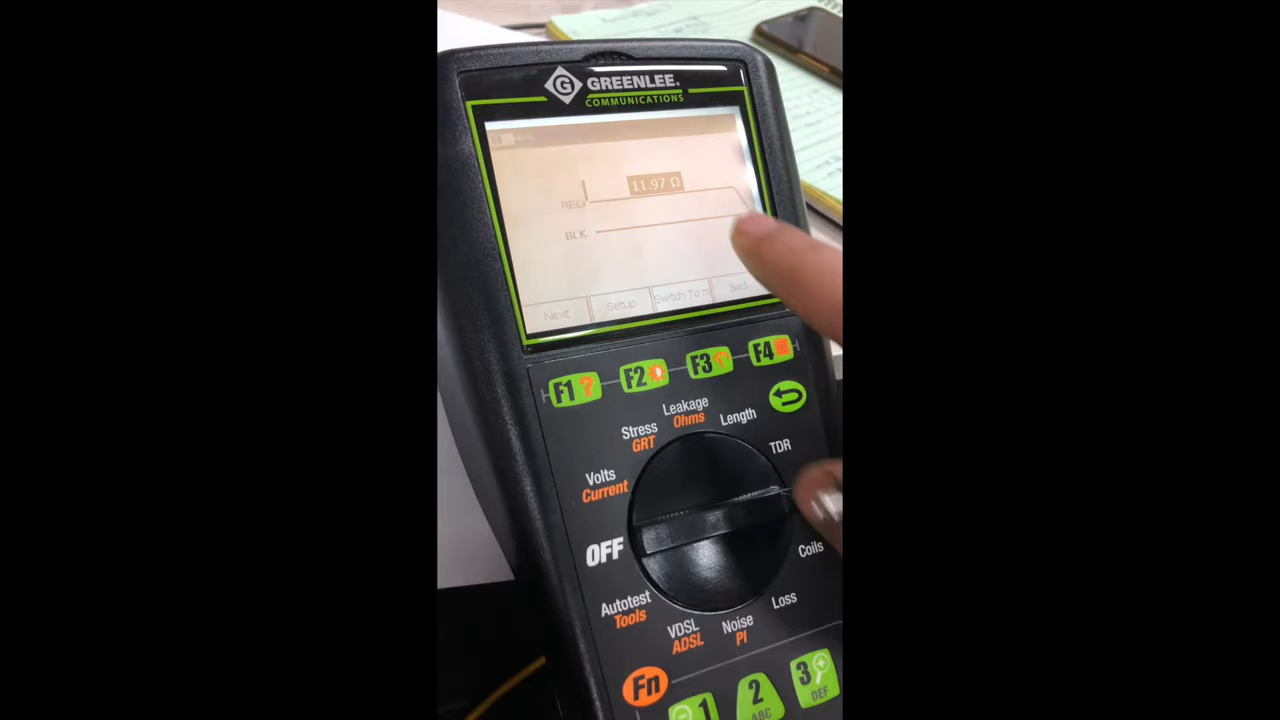 G GREENLEE.
COMMUNICATIONS
11.97 Ω
RED
BLK
Next
Setup
Switch To m
Back
F1 ?
F2
F3
F4
Leakage
Ohms
Length
Stress
GRT
TDR
Volts
Current
OFF
Coils
Autotest
Tools
Loss
VDSL
ADSL
Noise
PI
Fn
1
2
ABC
3
DEF